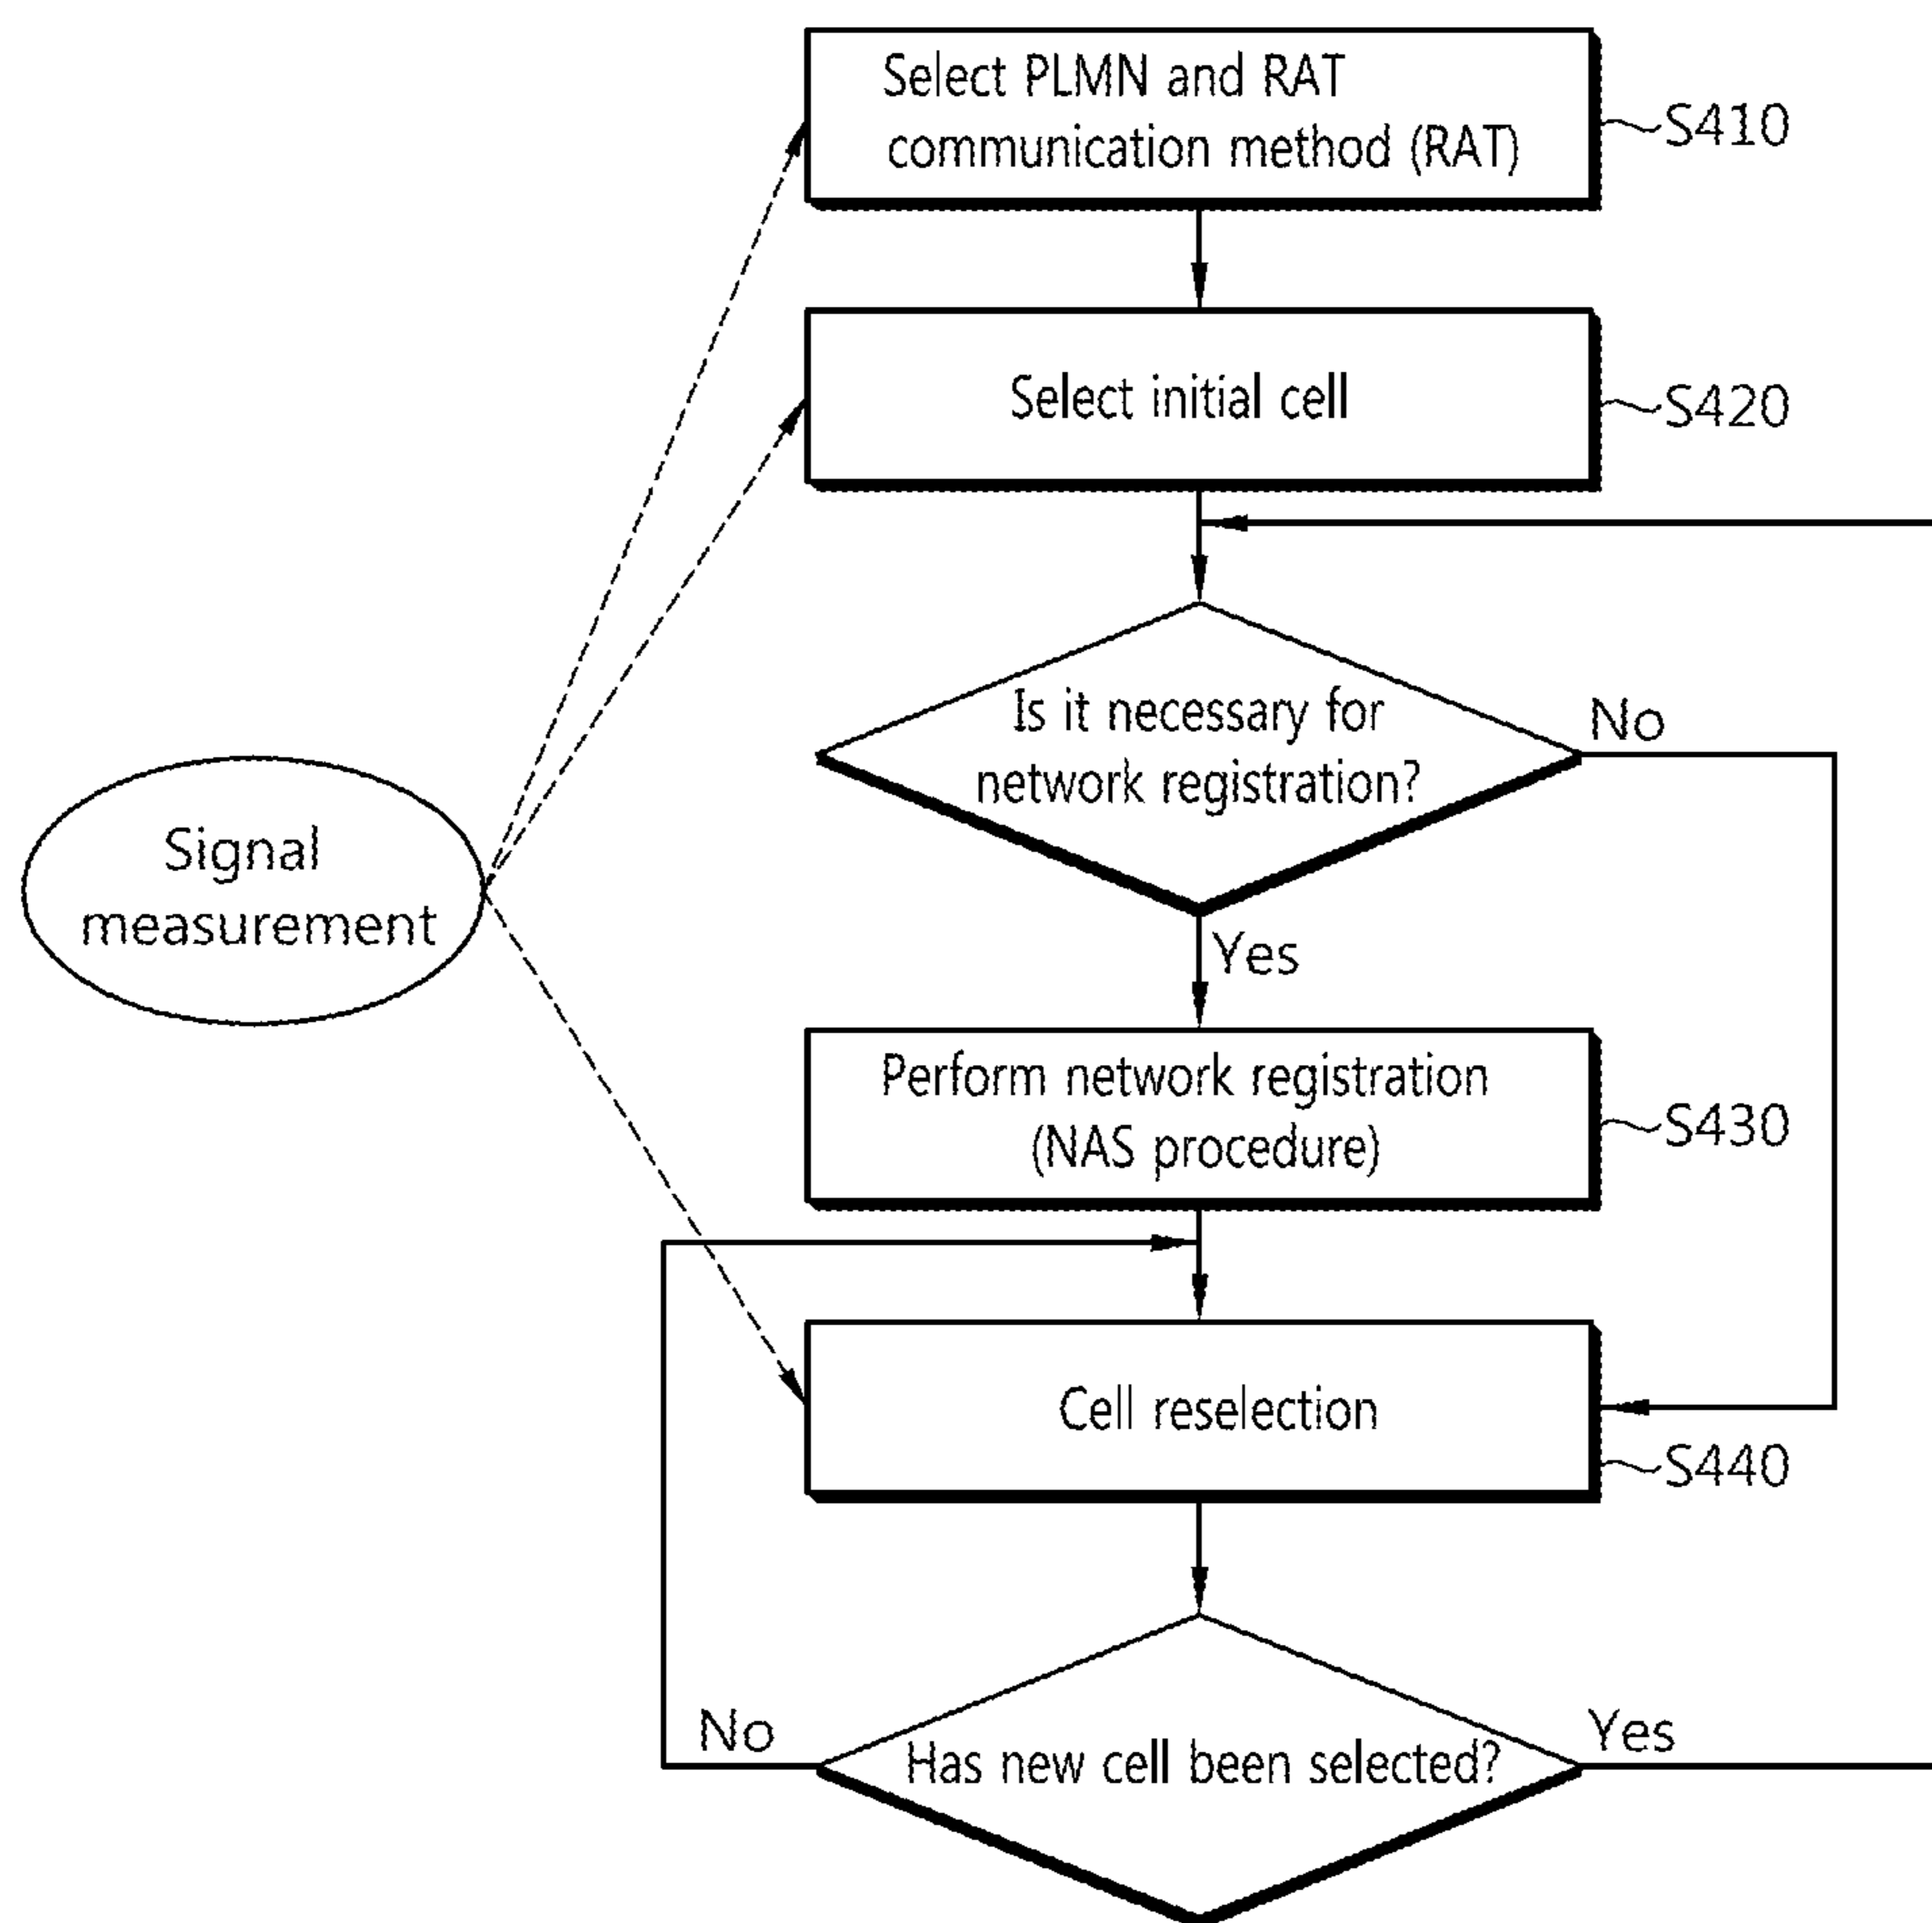 Select PLMN and RAT
communication method (RAT)
S410
Select initial cell
S420
Is it necessary for
network registration?
No
Signal
measurement
Yes
Perform network registration
(NAS procedure)
S430
Cell reselection
S440
No
Has new cell been selected?
Yes